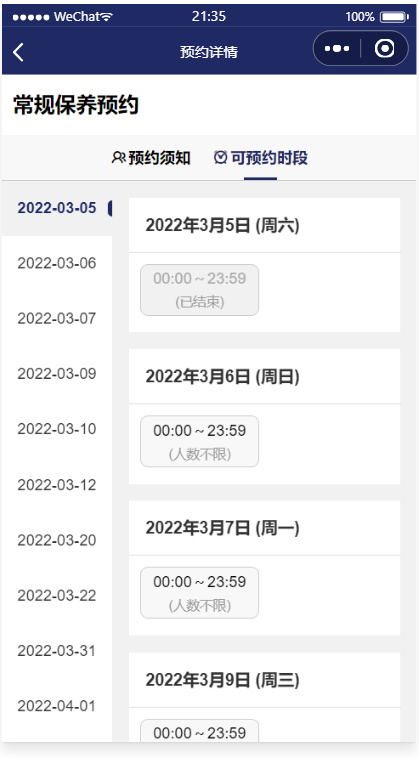 WeChat 21:35 100%
预约详情
常规保养预约
预约须知 可预约时段
2022-03-05
2022-03-06
2022-03-07
2022-03-09
2022-03-10
2022-03-12
2022-03-20
2022-03-22
2022-03-31
2022-04-01
2022年3月5日 (周六)
00:00 ~ 23:59
(已结束)
2022年3月6日 (周日)
00:00 ~ 23:59
(人数不限)
2022年3月7日 (周一)
00:00 ~ 23:59
(人数不限)
2022年3月9日 (周三)
00:00 ~ 23:59